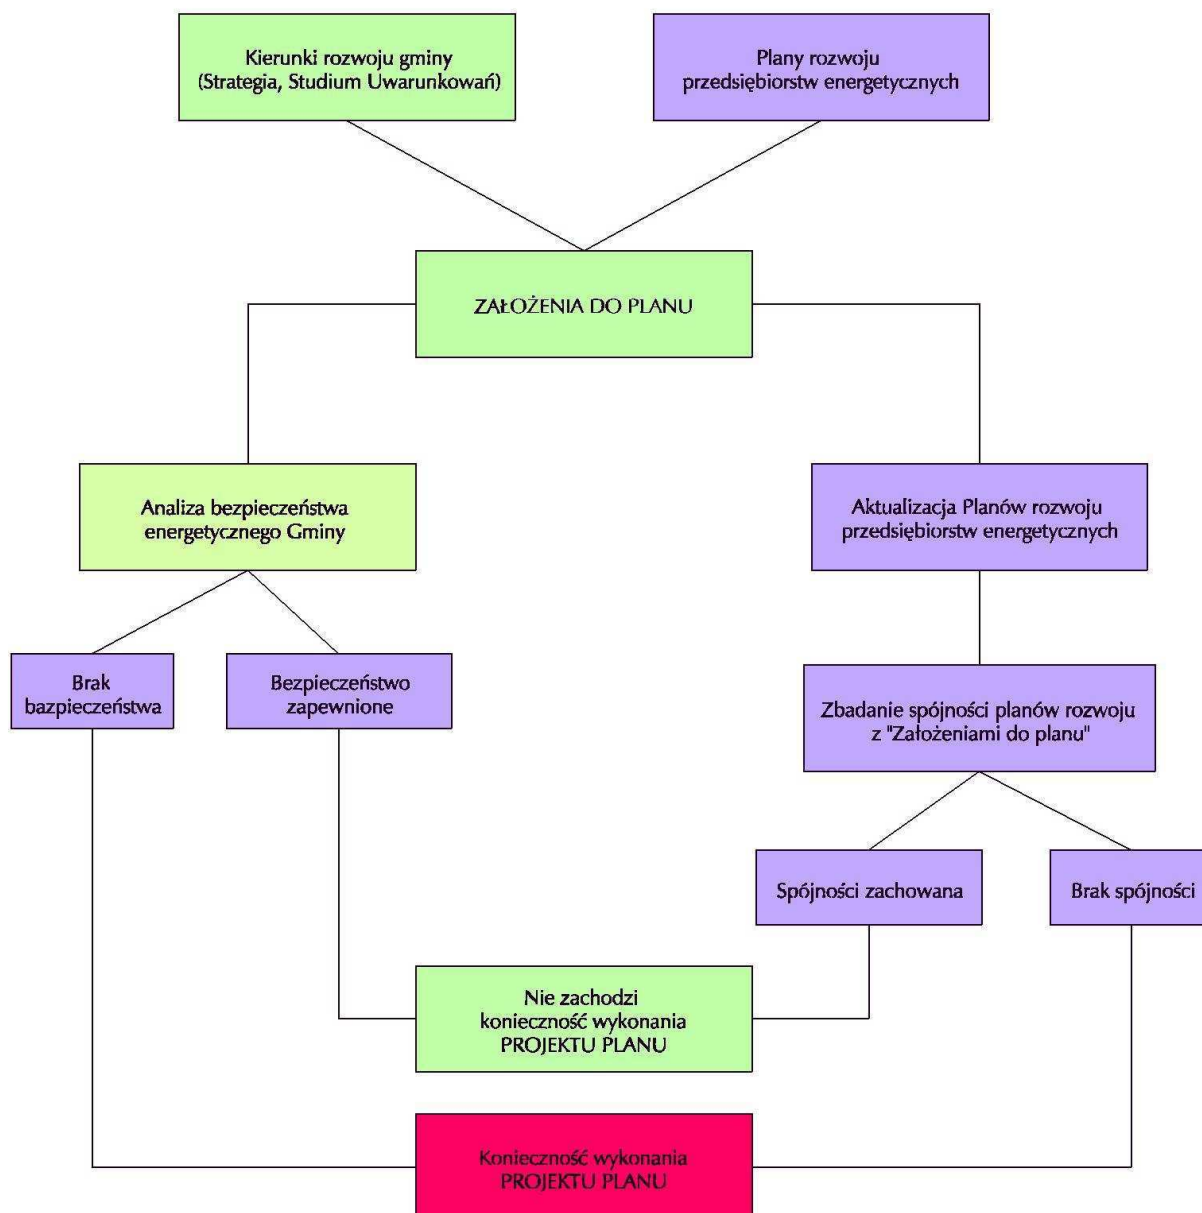 Kierunki rozwoju gminy
(Strategia, Studium Uwarunkowań)
Plany rozwoju
przedsiębiorstw energetycznych
ZAŁOŻENIA DO PLANU
Analiza bezpieczeństwa
energetycznego Gminy
Aktualizacja Planów rozwoju
przedsiębiorstw energetycznych
Brak
bazpieczeństwa
Bezpieczeństwo
zapewnione
Zbadanie spójności planów rozwoju
z "Założeniami do planu"
Spójności zachowana
Brak spójności
Nie zachodzi
konieczność wykonania
PROJEKTU PLANU
Konieczność wykonania
PROJEKTU PLANU